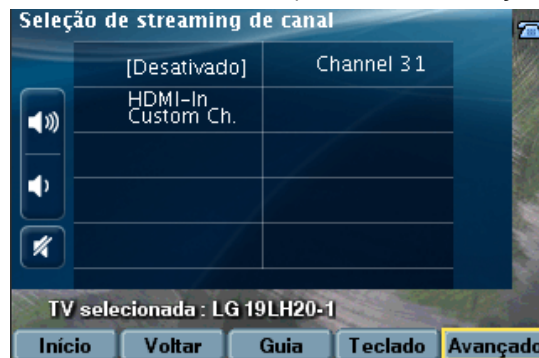 Seleção de streaming de canal
[Desativado]
Channel 31
HDMI-In
Custom Ch.
TV selecionada : LG 19LH20-1
Início
Voltar
Guia
Teclado
Avançado